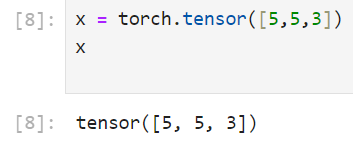 [8]: x = torch.tensor([5,5,3])
x
[8]: tensor([5, 5, 3])